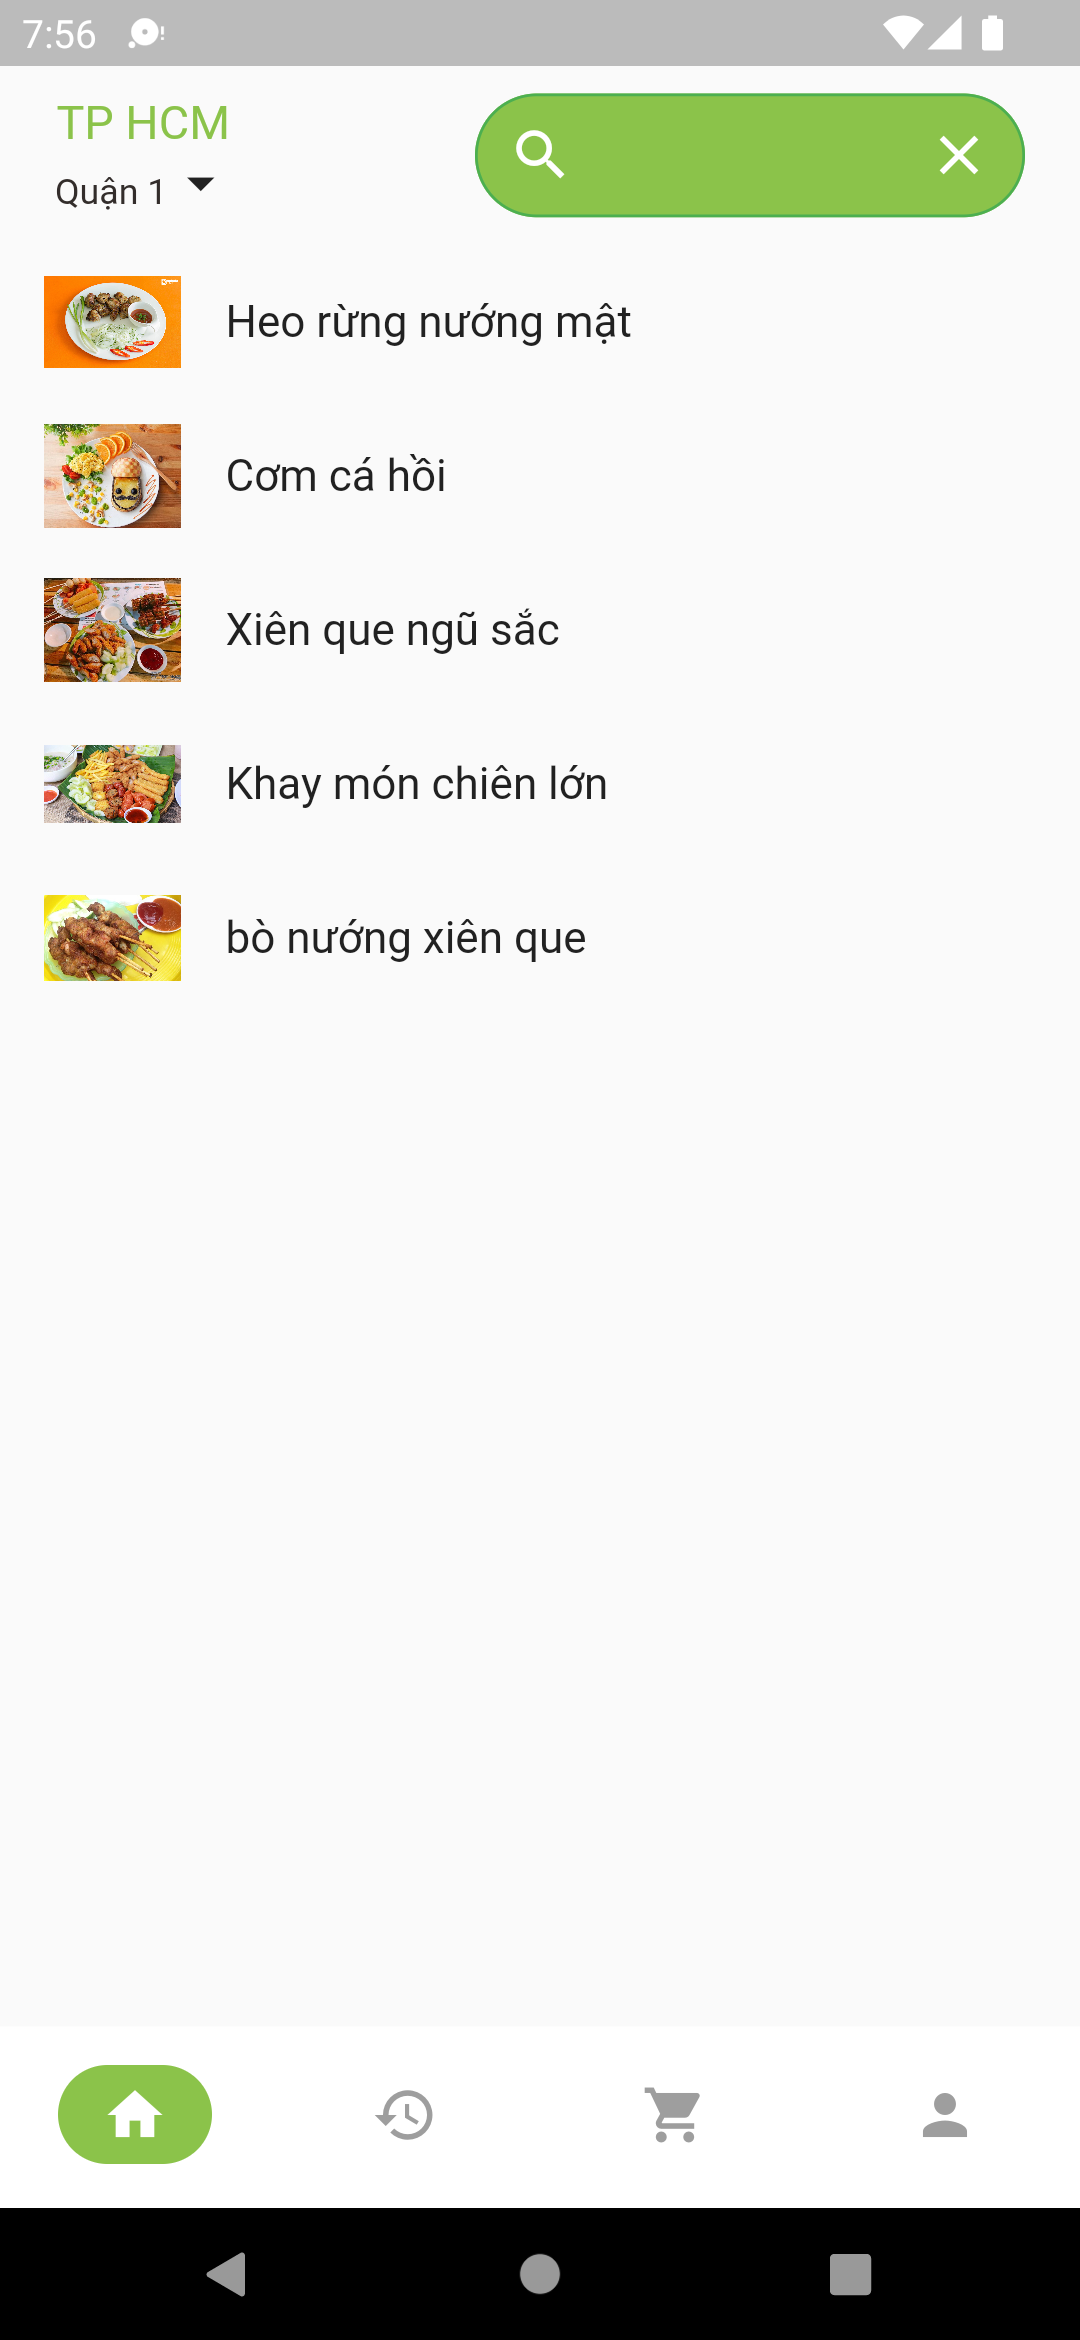 7:56
TP HCM
Quận 1
Heo rừng nướng mật
Cơm cá hồi
Xiên que ngũ sắc
Khay món chiên lớn
bò nướng xiên que